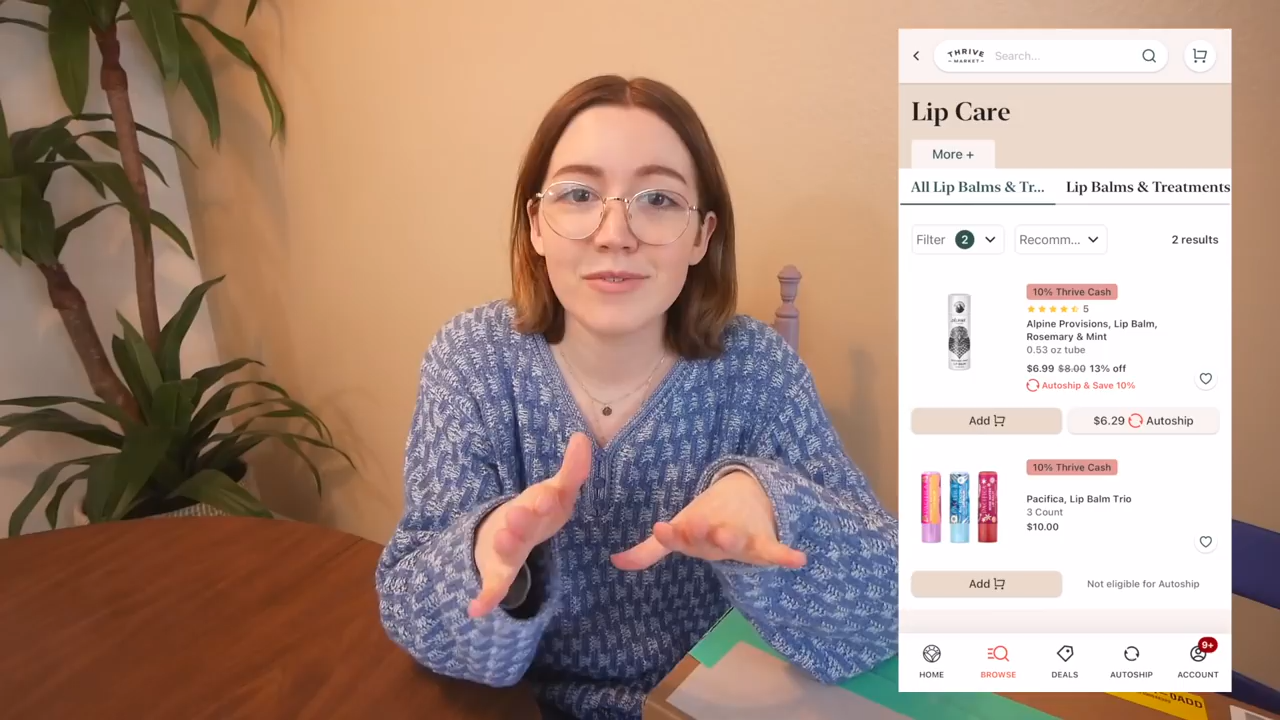 THRIVE
MARKET
Search...
Lip Care
More +
All Lip Balms & Tr...
Lip Balms & Treatments
Filter 2
Recomm...
2 results
10% Thrive Cash
5
Alpine Provisions, Lip Balm,
Rosemary & Mint
0.53 oz tube
$6.99 $8.00 13% off
Autoship & Save 10%
Add
$6.29 Autoship
10% Thrive Cash
Pacifica, Lip Balm Trio
3 Count
$10.00
Add
Not eligible for Autoship
9+
HOME
BROWSE
DEALS
AUTOSHIP
ACCOUNT